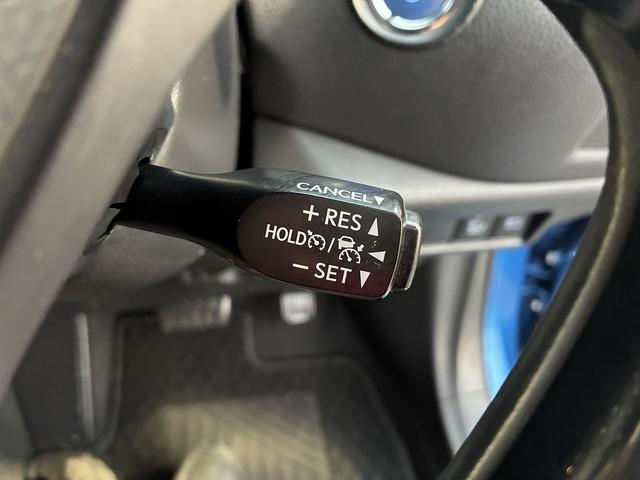 CANCEL
+ RES
HOLD /
− SET